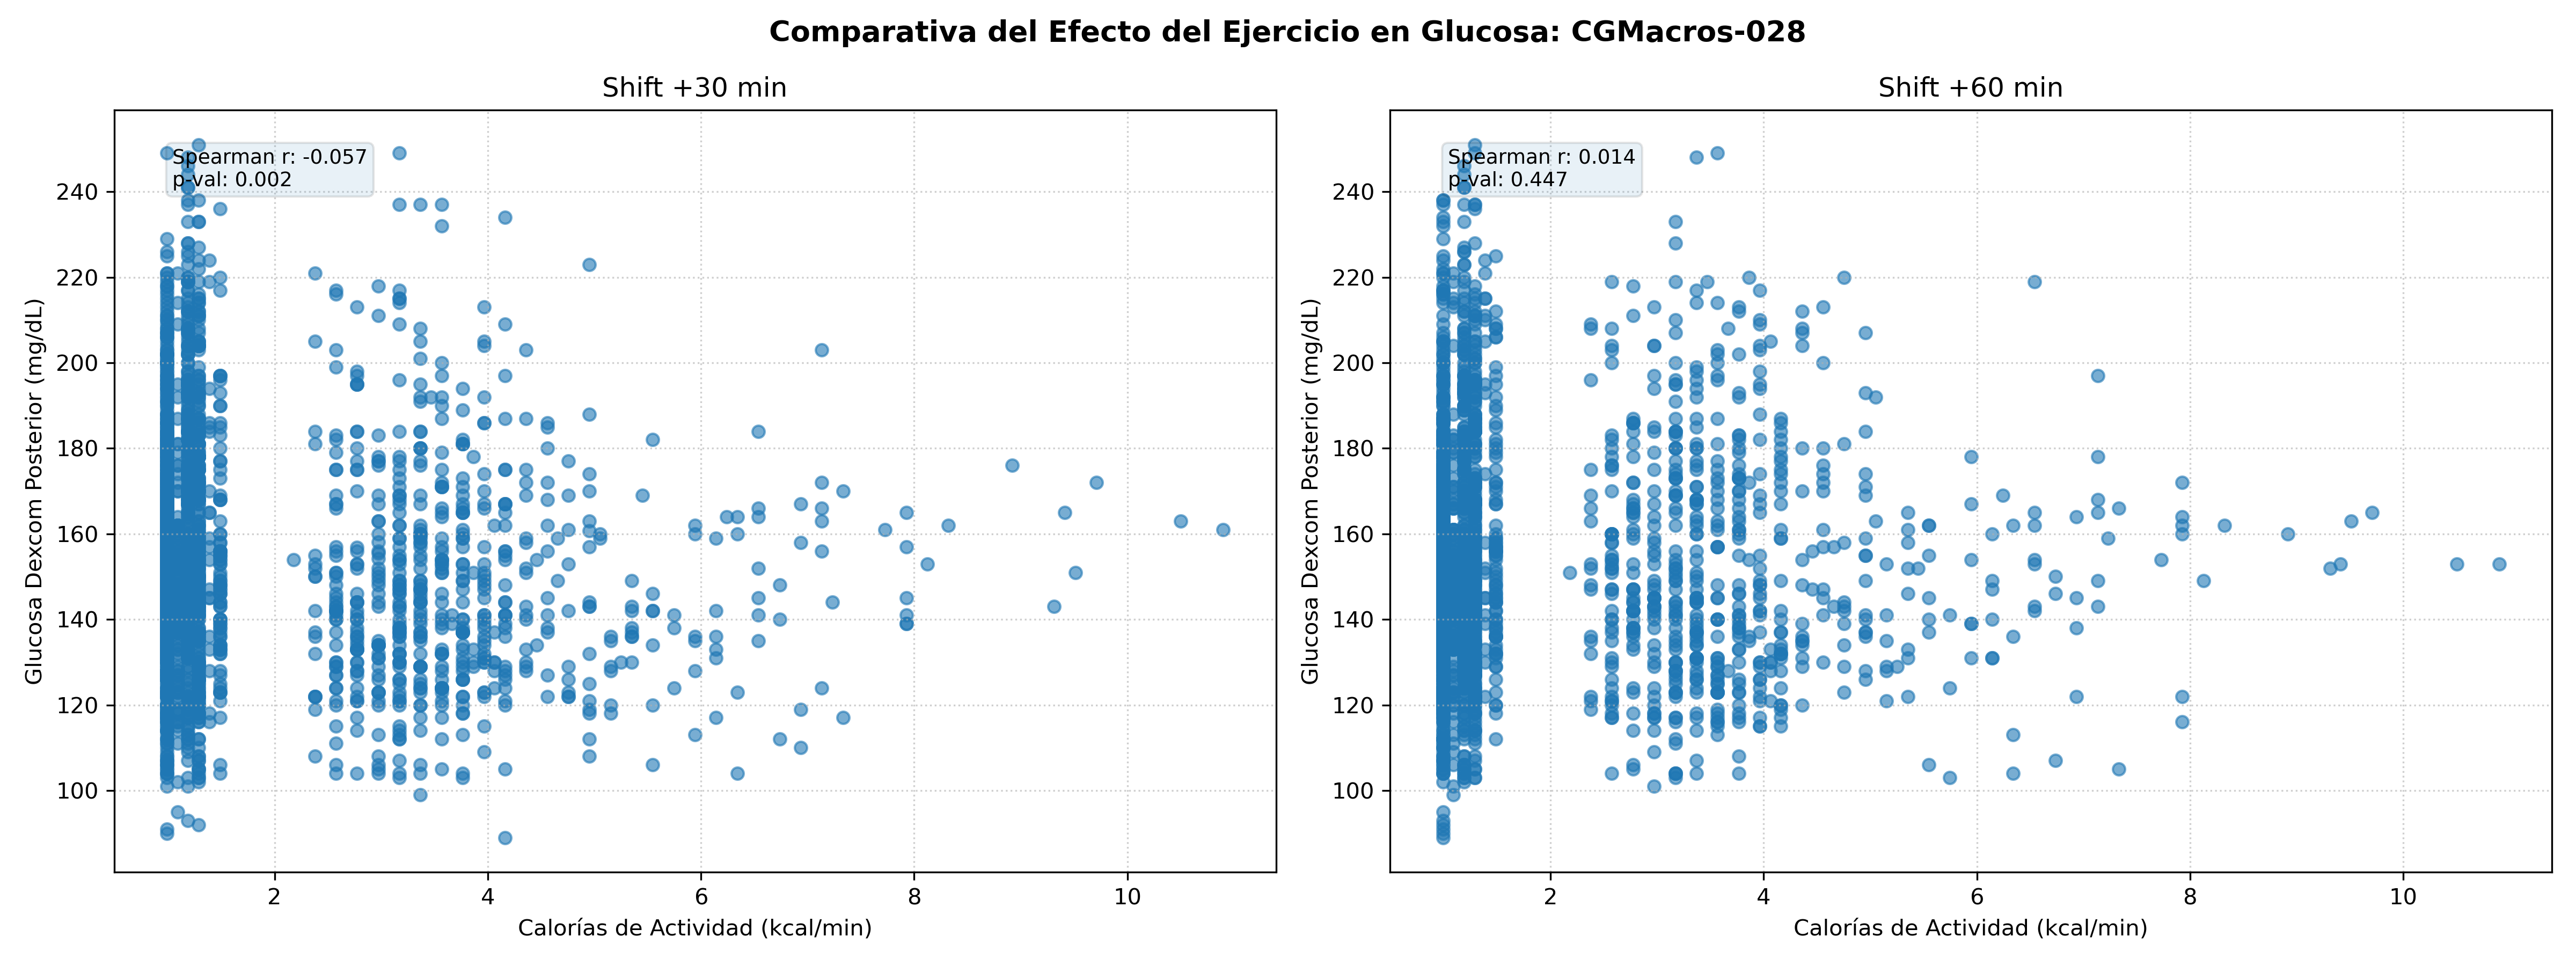 Comparativa del Efecto del Ejercicio en Glucosa: CGMacros-028
Shift +30 min
Spearman r: -0.057
p-val: 0.002
240
220
200
180
160
140
120
100
Glucosa Dexcom Posterior (mg/dL)
2 4 6 8 10
Calorías de Actividad (kcal/min)
Shift +60 min
Spearman r: 0.014
p-val: 0.447
240
220
200
180
160
140
120
100
Glucosa Dexcom Posterior (mg/dL)
2 4 6 8 10
Calorías de Actividad (kcal/min)